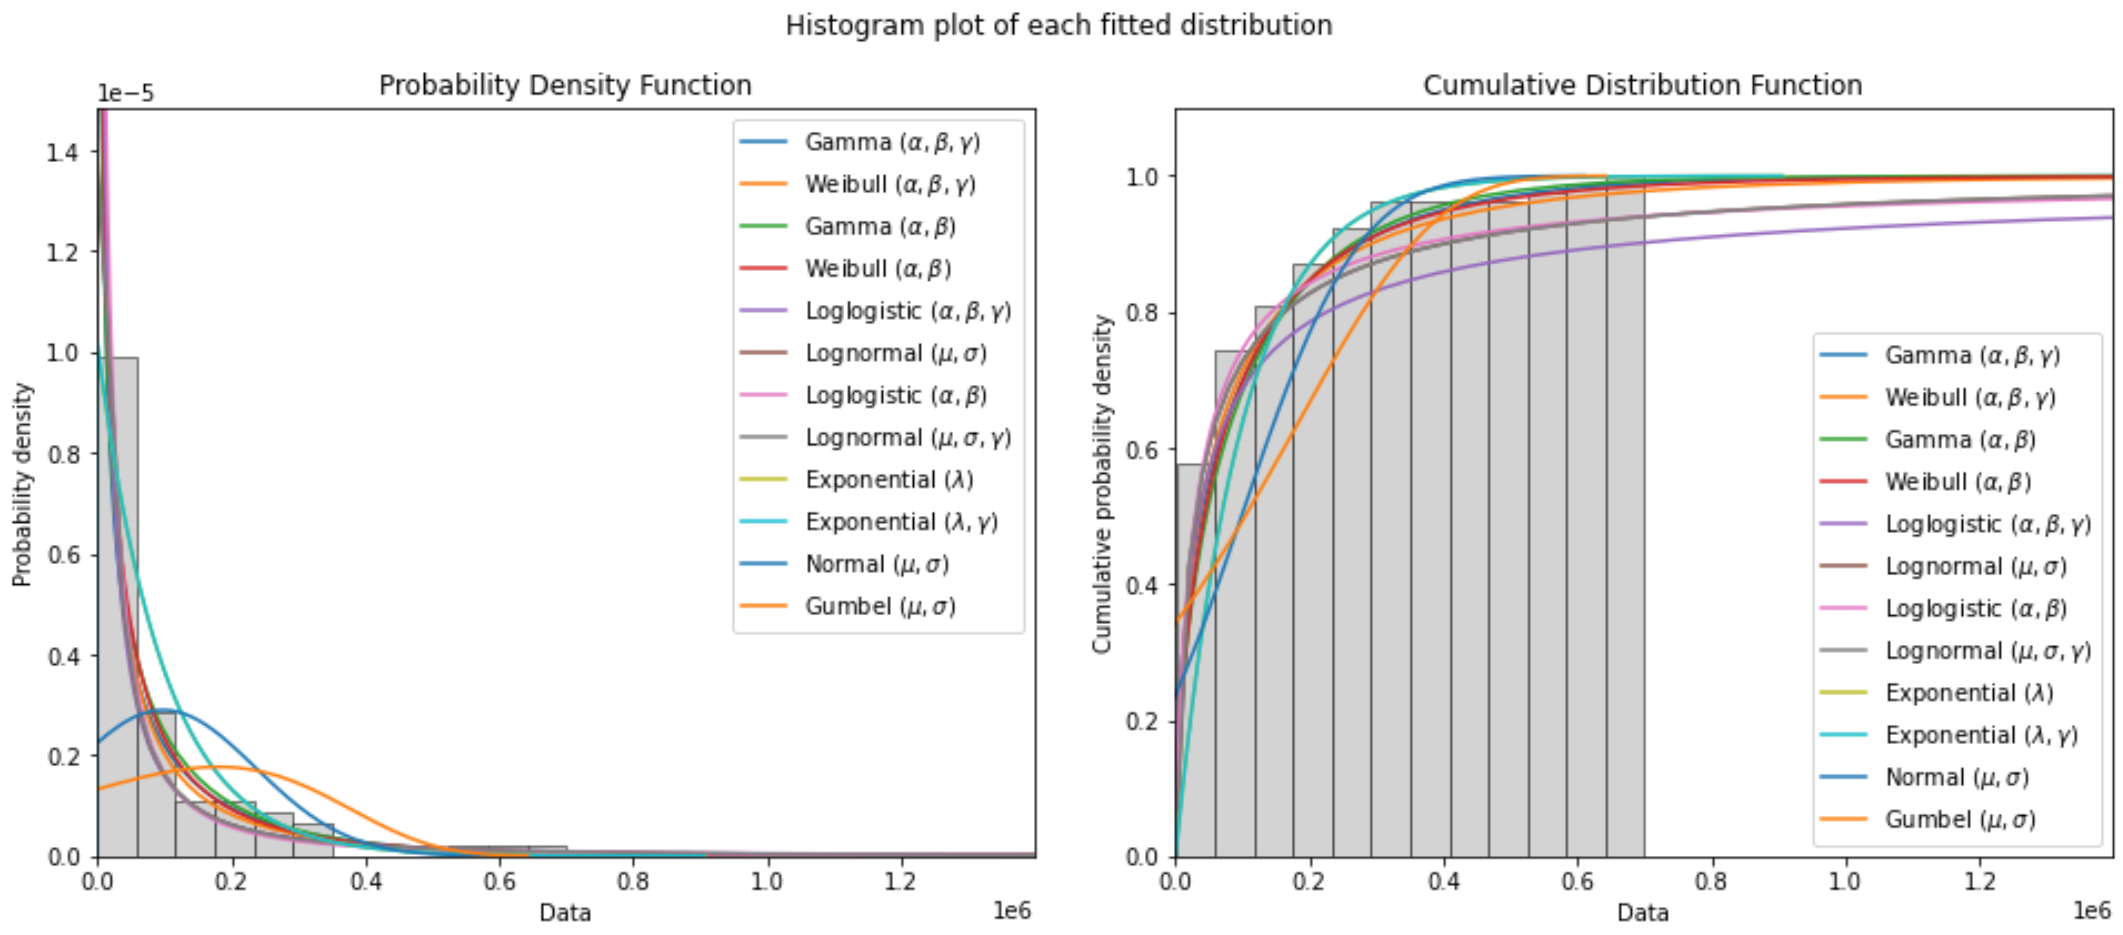 Histogram plot of each fitted distribution
Probability Density Function
1e−5
1.4
1.2
1.0
0.8
0.6
0.4
0.2
0.0
Probability density
0.0 0.2 0.4 0.6 0.8 1.0 1.2
Data
1e6
Gamma (α, β, γ)
Weibull (α, β, γ)
Gamma (α, β)
Weibull (α, β)
Loglogistic (α, β, γ)
Lognormal (μ, σ)
Loglogistic (α, β)
Lognormal (μ, σ, γ)
Exponential (λ)
Exponential (λ, γ)
Normal (μ, σ)
Gumbel (μ, σ)
Cumulative Distribution Function
1.0
0.8
0.6
0.4
0.2
0.0
Cumulative probability density
0.0 0.2 0.4 0.6 0.8 1.0 1.2
Data
1e6
Gamma (α, β, γ)
Weibull (α, β, γ)
Gamma (α, β)
Weibull (α, β)
Loglogistic (α, β, γ)
Lognormal (μ, σ)
Loglogistic (α, β)
Lognormal (μ, σ, γ)
Exponential (λ)
Exponential (λ, γ)
Normal (μ, σ)
Gumbel (μ, σ)